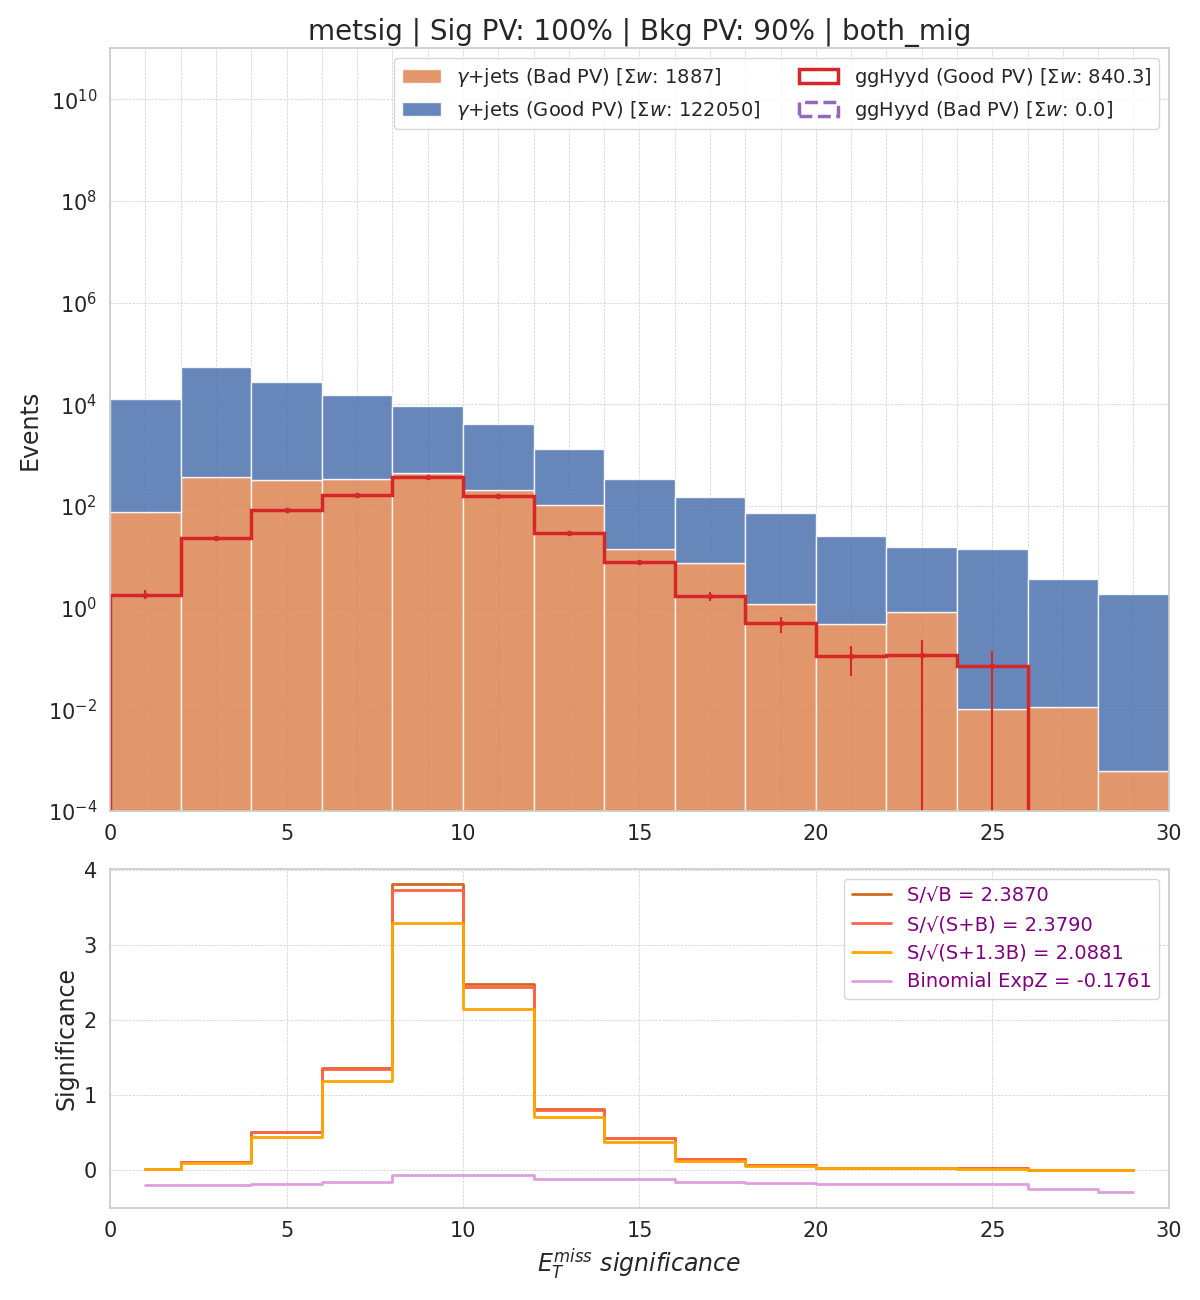 metsig | Sig PV: 100% | Bkg PV: 90% | both_mig
γ+jets (Bad PV) [Σw: 1887]
γ+jets (Good PV) [Σw: 122050]
ggHyyd (Good PV) [Σw: 840.3]
ggHyyd (Bad PV) [Σw: 0.0]
Events
10^10
10^8
10^6
10^4
10^2
10^0
10^−2
10^−4
0 5 10 15 20 25 30
Significance
4
3
2
1
0
S/√B = 2.3870
S/√(S+B) = 2.3790
S/√(S+1.3B) = 2.0881
Binomial ExpZ = -0.1761
0 5 10 15 20 25 30
E_T^miss significance